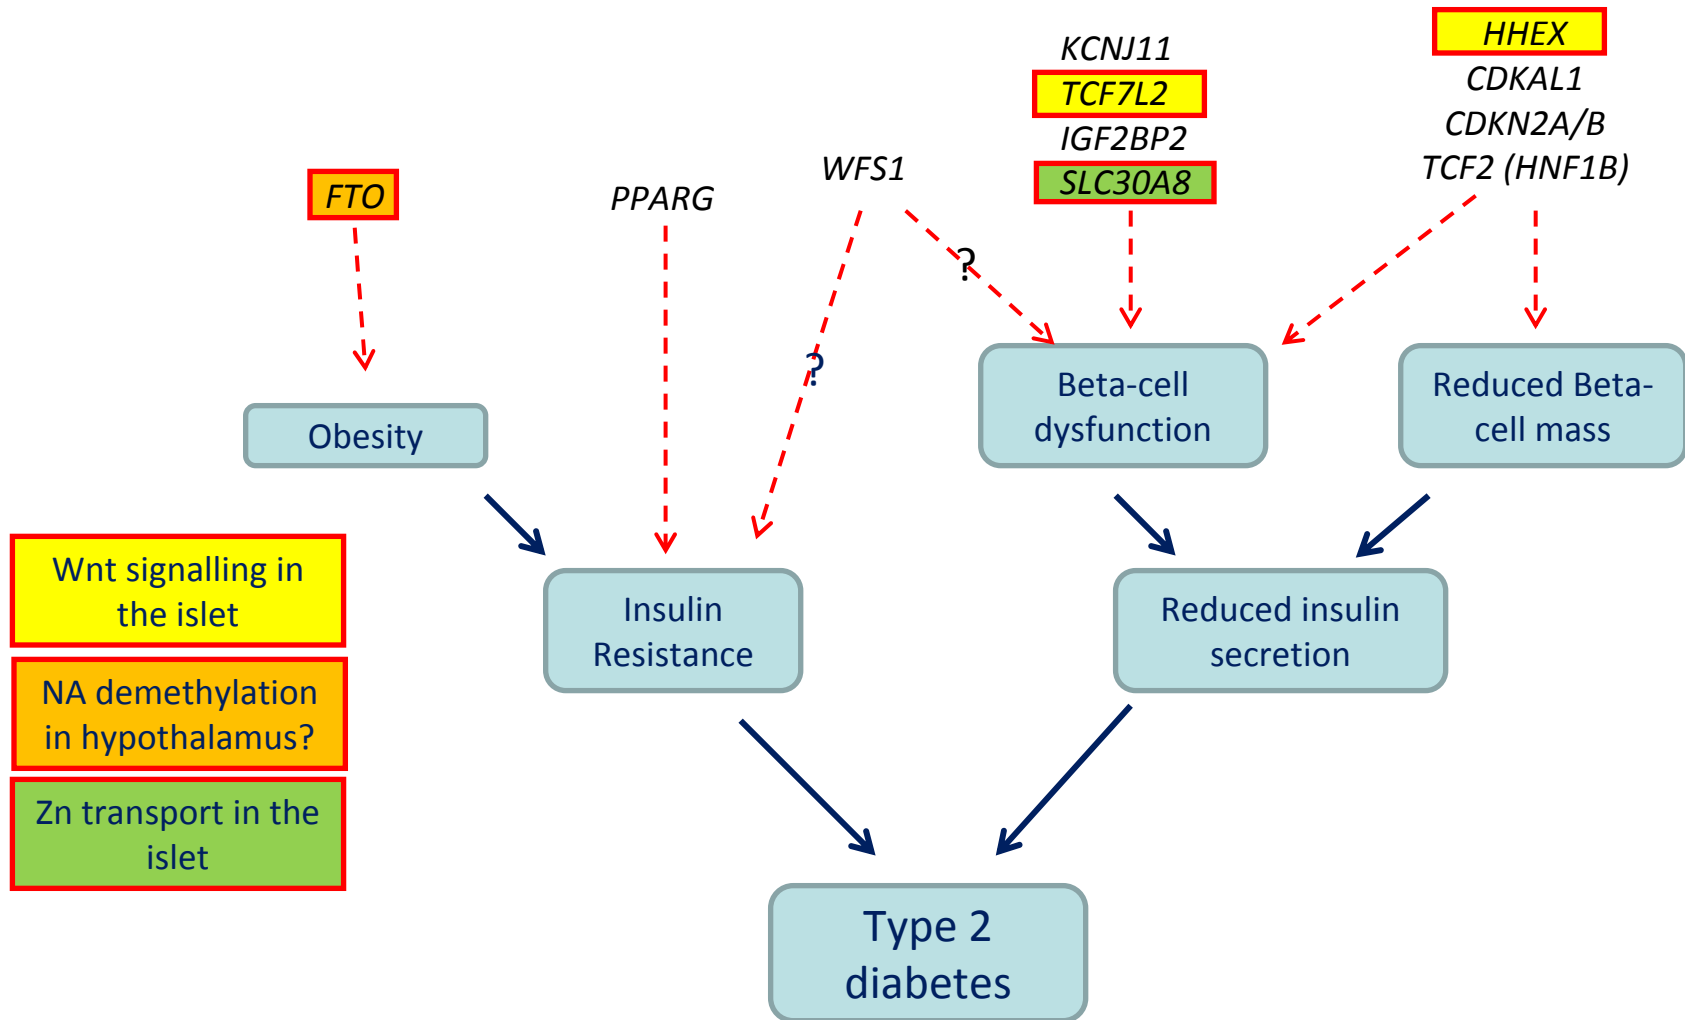 HHEX
KCNJ11
CDKAL1
TCF7L2
CDKN2A/B
IGF2BP2
WFS1
TCF2 (HNF1B)
SLC30A8
FTO
PPARG
?
?
Beta-cell
dysfunction
Reduced Beta-
cell mass
Obesity
Wnt signalling in
the islet
Insulin
Resistance
Reduced insulin
secretion
NA demethylation
in hypothalamus?
Zn transport in the
islet
Type 2
diabetes